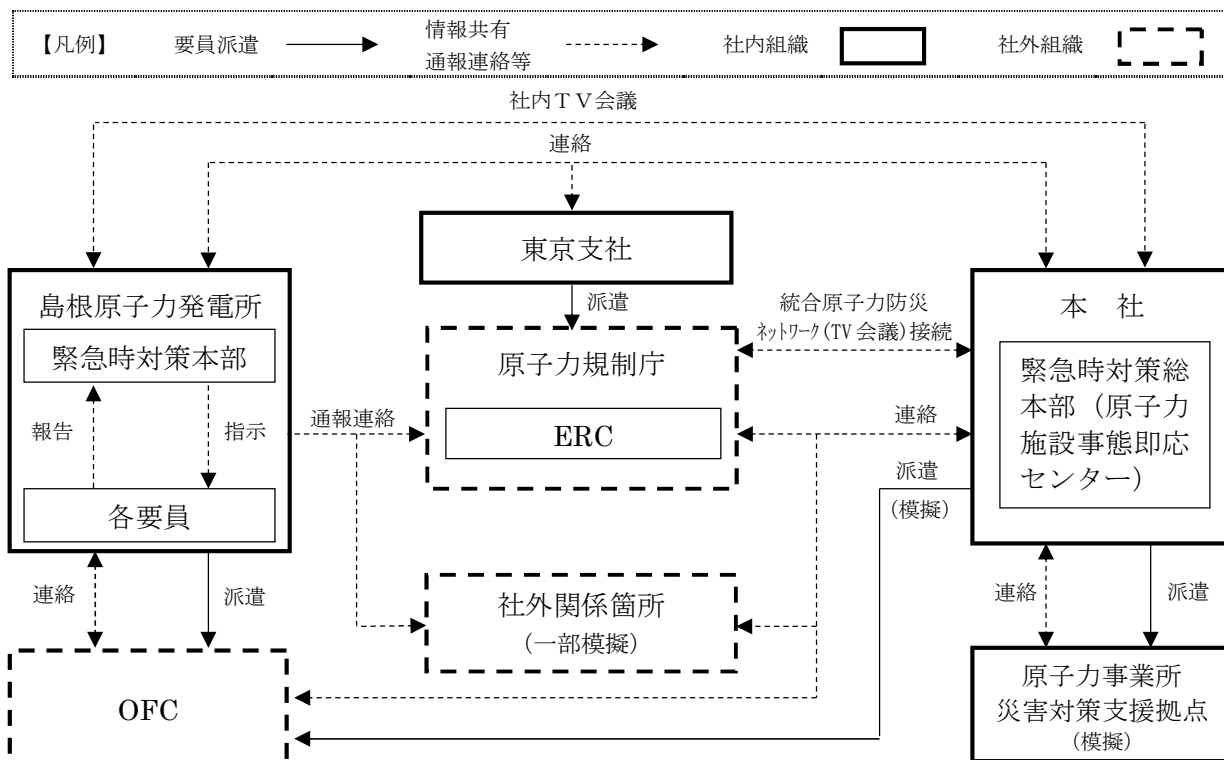 【凡例】
要員派遣
情報共有
通報連絡等
社内組織
社外組織
社内ＴＶ会議
連絡
東京支社
派遣
島根原子力発電所
緊急時対策本部
報告
指示
各要員
通報連絡
原子力規制庁
ERC
統合原子力防災
ﾈｯﾄﾜｰｸ(TV 会議)接続
連絡
派遣
(模擬)
本　社
緊急時対策総
本部（原子力
施設事態即応
センター）
連絡
派遣
社外関係箇所
(一部模擬)
連絡
派遣
OFC
原子力事業所
災害対策支援拠点
(模擬)